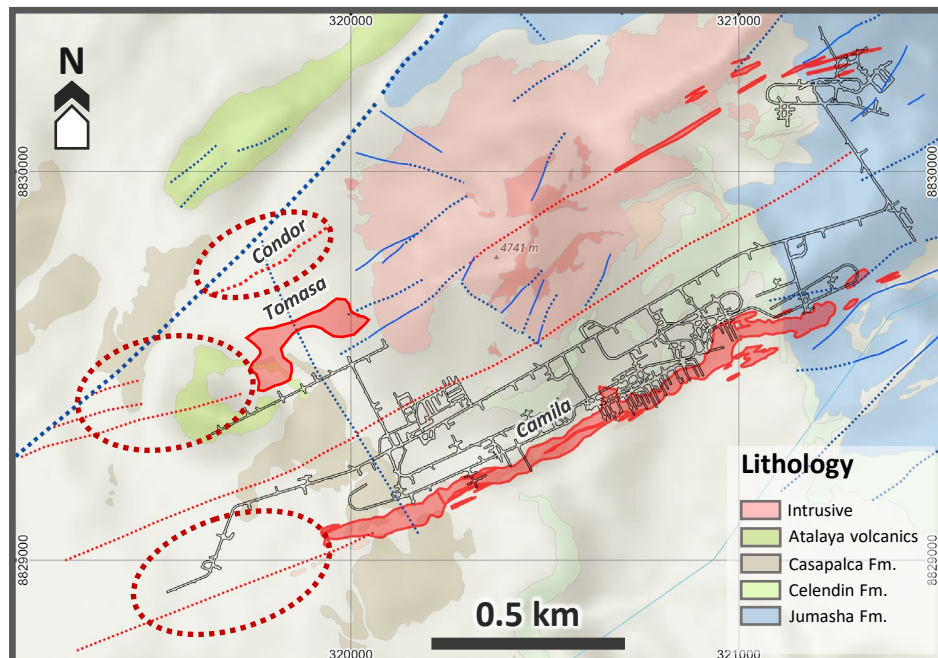 320000
321000
N
8830000
8830000
Condor
4741 m
Tomasa
Camila
Lithology
Intrusive
Atalaya volcanics
Casapalca Fm.
Celendin Fm.
Jumasha Fm.
8829000
8829000
0.5 km
320000
321000